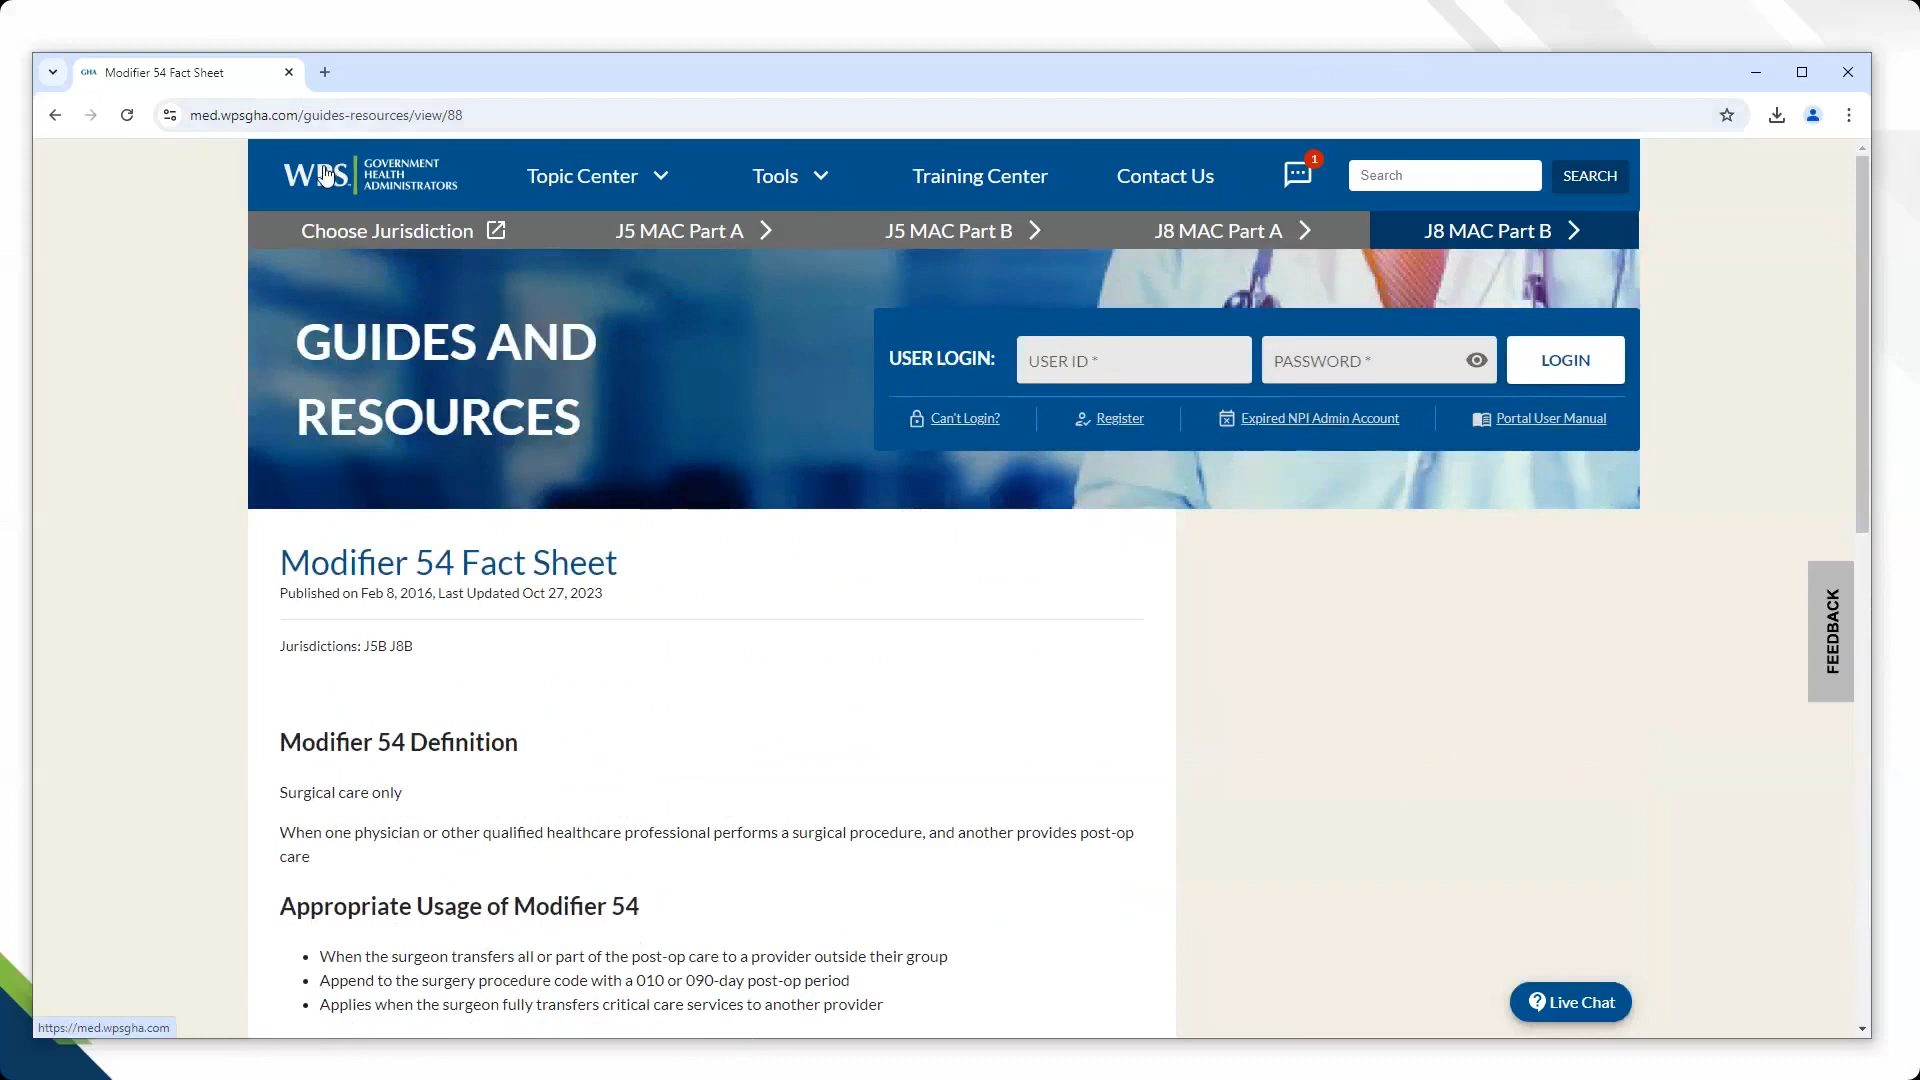 GHA Modifier 54 Fact Sheet
med.wpsgha.com/guides-resources/view/88
WPS GOVERNMENT
HEALTH
ADMINISTRATORS
Topic Center
Tools
Training Center
Contact Us
1
Search
SEARCH
Choose Jurisdiction
J5 MAC Part A
J5 MAC Part B
J8 MAC Part A
J8 MAC Part B
GUIDES AND
RESOURCES
USER LOGIN:
USER ID *
PASSWORD *
LOGIN
Can't Login?
Register
Expired NPI Admin Account
Portal User Manual
Modifier 54 Fact Sheet
Published on Feb 8, 2016, Last Updated Oct 27, 2023
Jurisdictions: J5B J8B
FEEDBACK
Modifier 54 Definition
Surgical care only
When one physician or other qualified healthcare professional performs a surgical procedure, and another provides post-op
care
Appropriate Usage of Modifier 54
• When the surgeon transfers all or part of the post-op care to a provider outside their group
• Append to the surgery procedure code with a 010 or 090-day post-op period
• Applies when the surgeon fully transfers critical care services to another provider
Live Chat
https://med.wpsgha.com